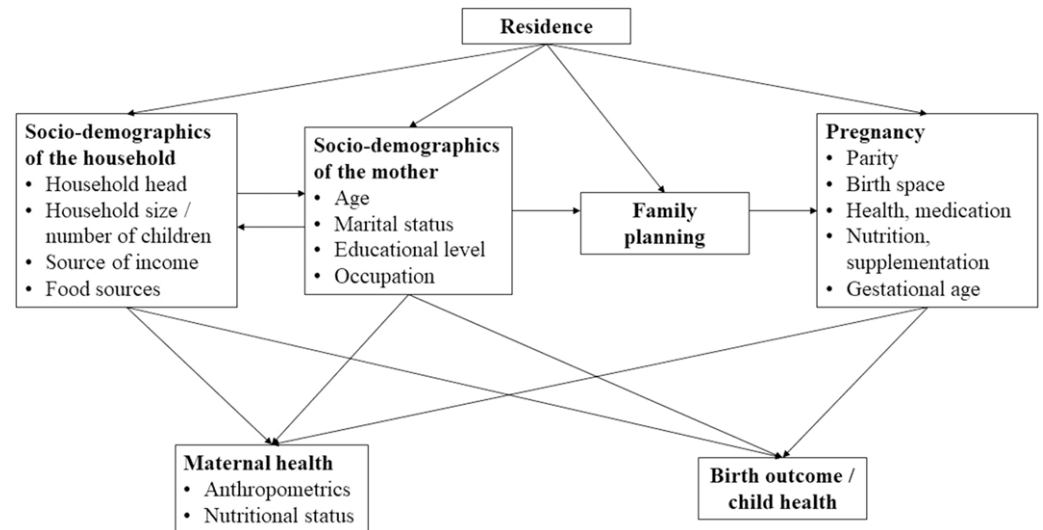 Residence
Socio-demographics
of the household
• Household head
• Household size /
number of children
• Source of income
• Food sources
Socio-demographics
of the mother
• Age
• Marital status
• Educational level
• Occupation
Family
planning
Pregnancy
• Parity
• Birth space
• Health, medication
• Nutrition,
supplementation
• Gestational age
Maternal health
• Anthropometrics
• Nutritional status
Birth outcome /
child health